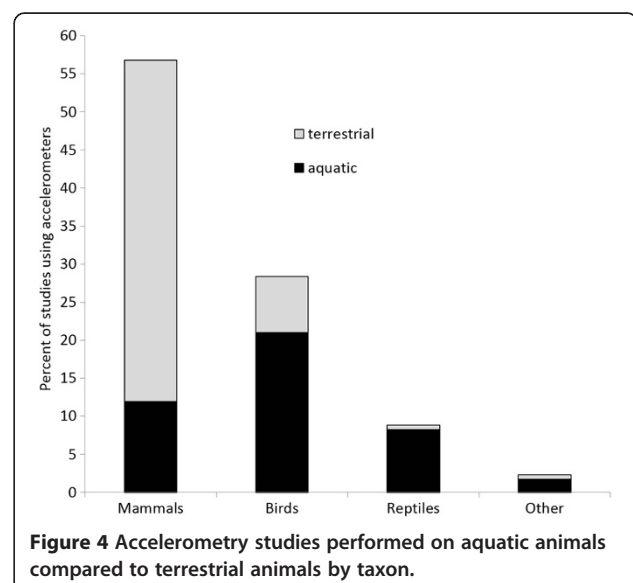 60
55
50
45
40
35
30
25
20
15
10
5
0
Percent of studies using accelerometers
terrestrial
aquatic
Mammals Birds Reptiles Other
Figure 4 Accelerometry studies performed on aquatic animals
compared to terrestrial animals by taxon.